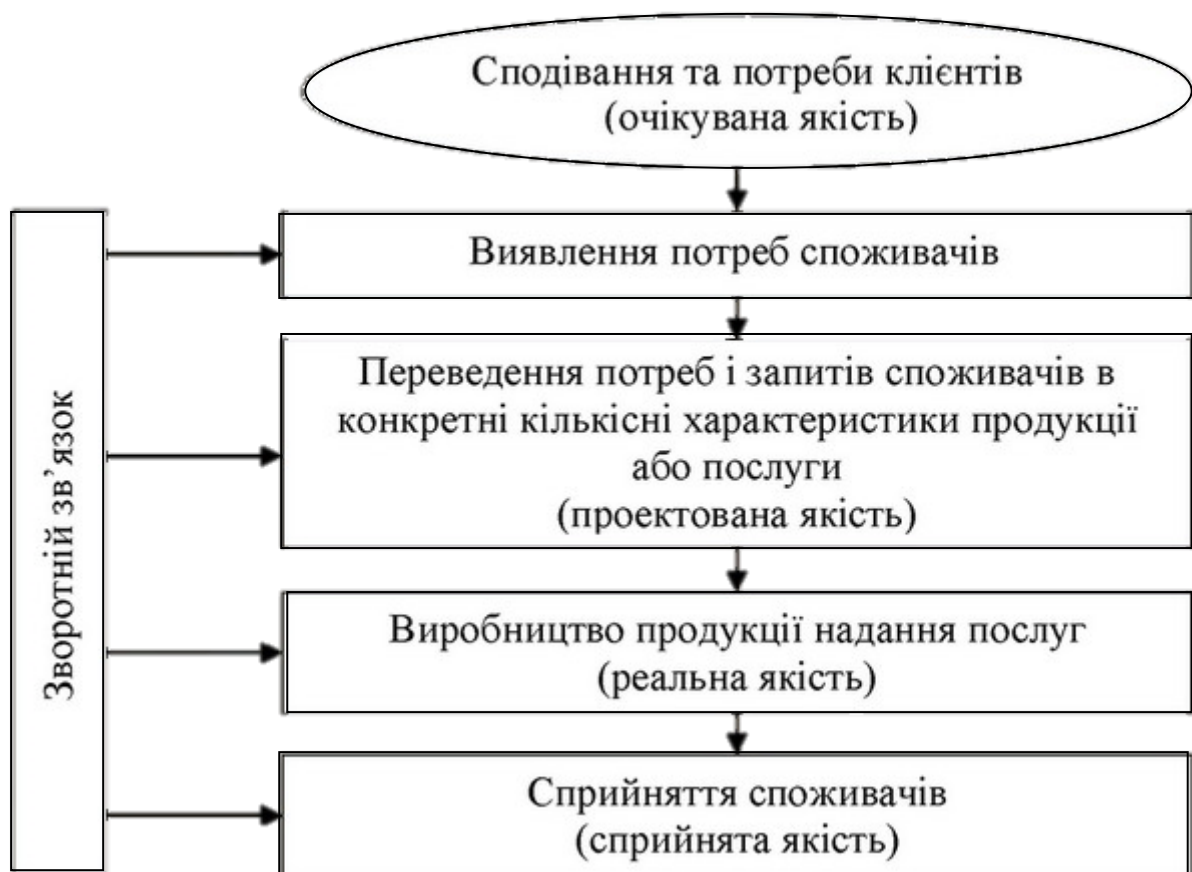 Сподівання та потреби клієнтів
(очікувана якість)
Зворотній зв’язок
Виявлення потреб споживачів
Переведення потреб і запитів споживачів в
конкретні кількісні характеристики продукції
або послуги
(проектована якість)
Виробництво продукції надання послуг
(реальна якість)
Сприйняття споживачів
(сприйнята якість)